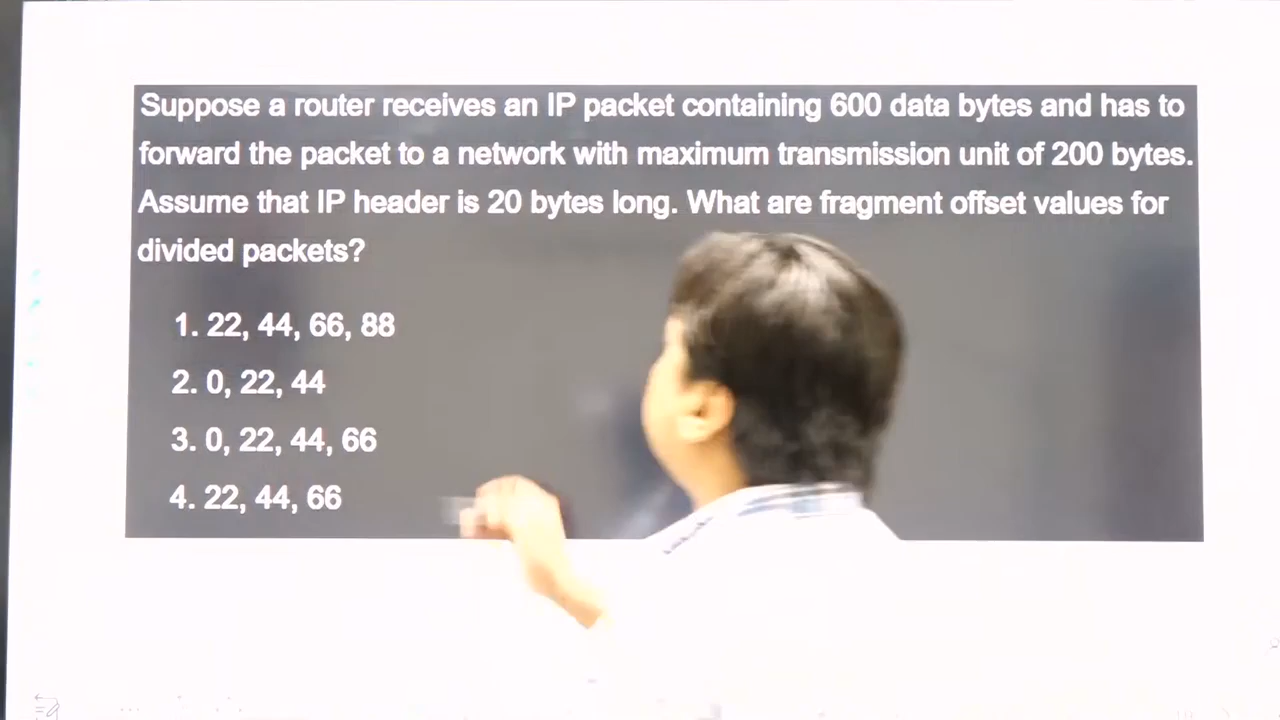 Suppose a router receives an IP packet containing 600 data bytes and has to
forward the packet to a network with maximum transmission unit of 200 bytes.
Assume that IP header is 20 bytes long. What are fragment offset values for
divided packets?
1. 22, 44, 66, 88
2. 0, 22, 44
3. 0, 22, 44, 66
4. 22, 44, 66